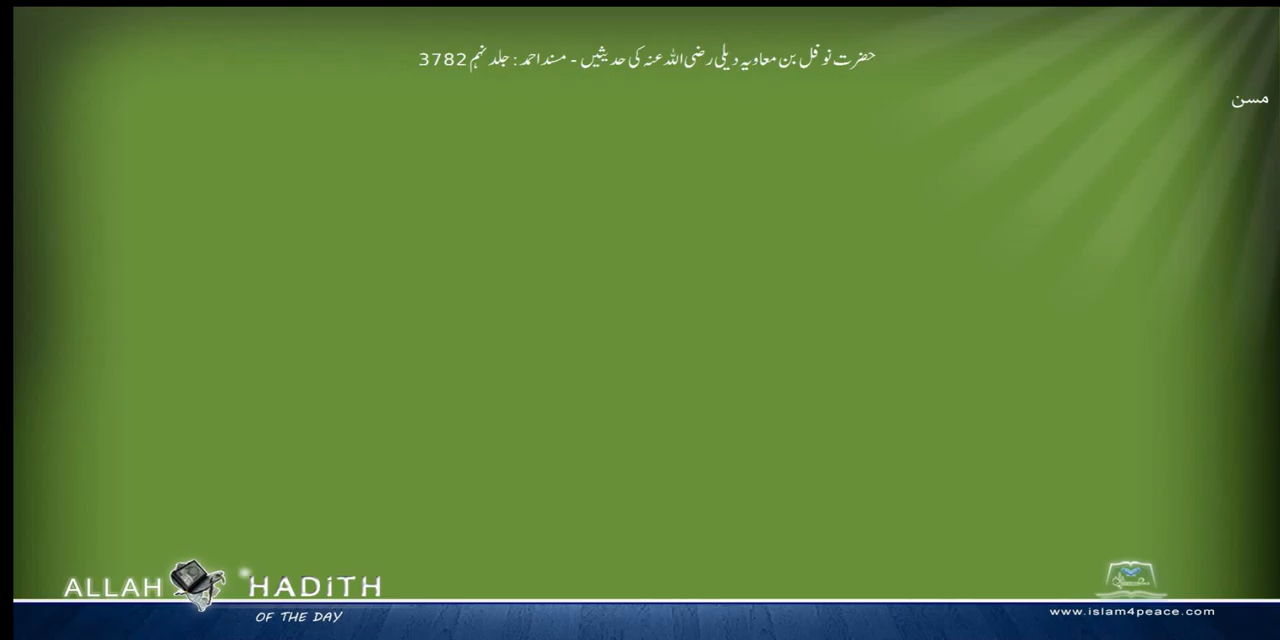 حضرت نوفل بن معاویہ دیلی رضی اللہ عنہ کی حدیثیں - مسند احمد : جلد نہم 3782
مسن
ALLAH HADITH
OF THE DAY
www.islam4peace.com